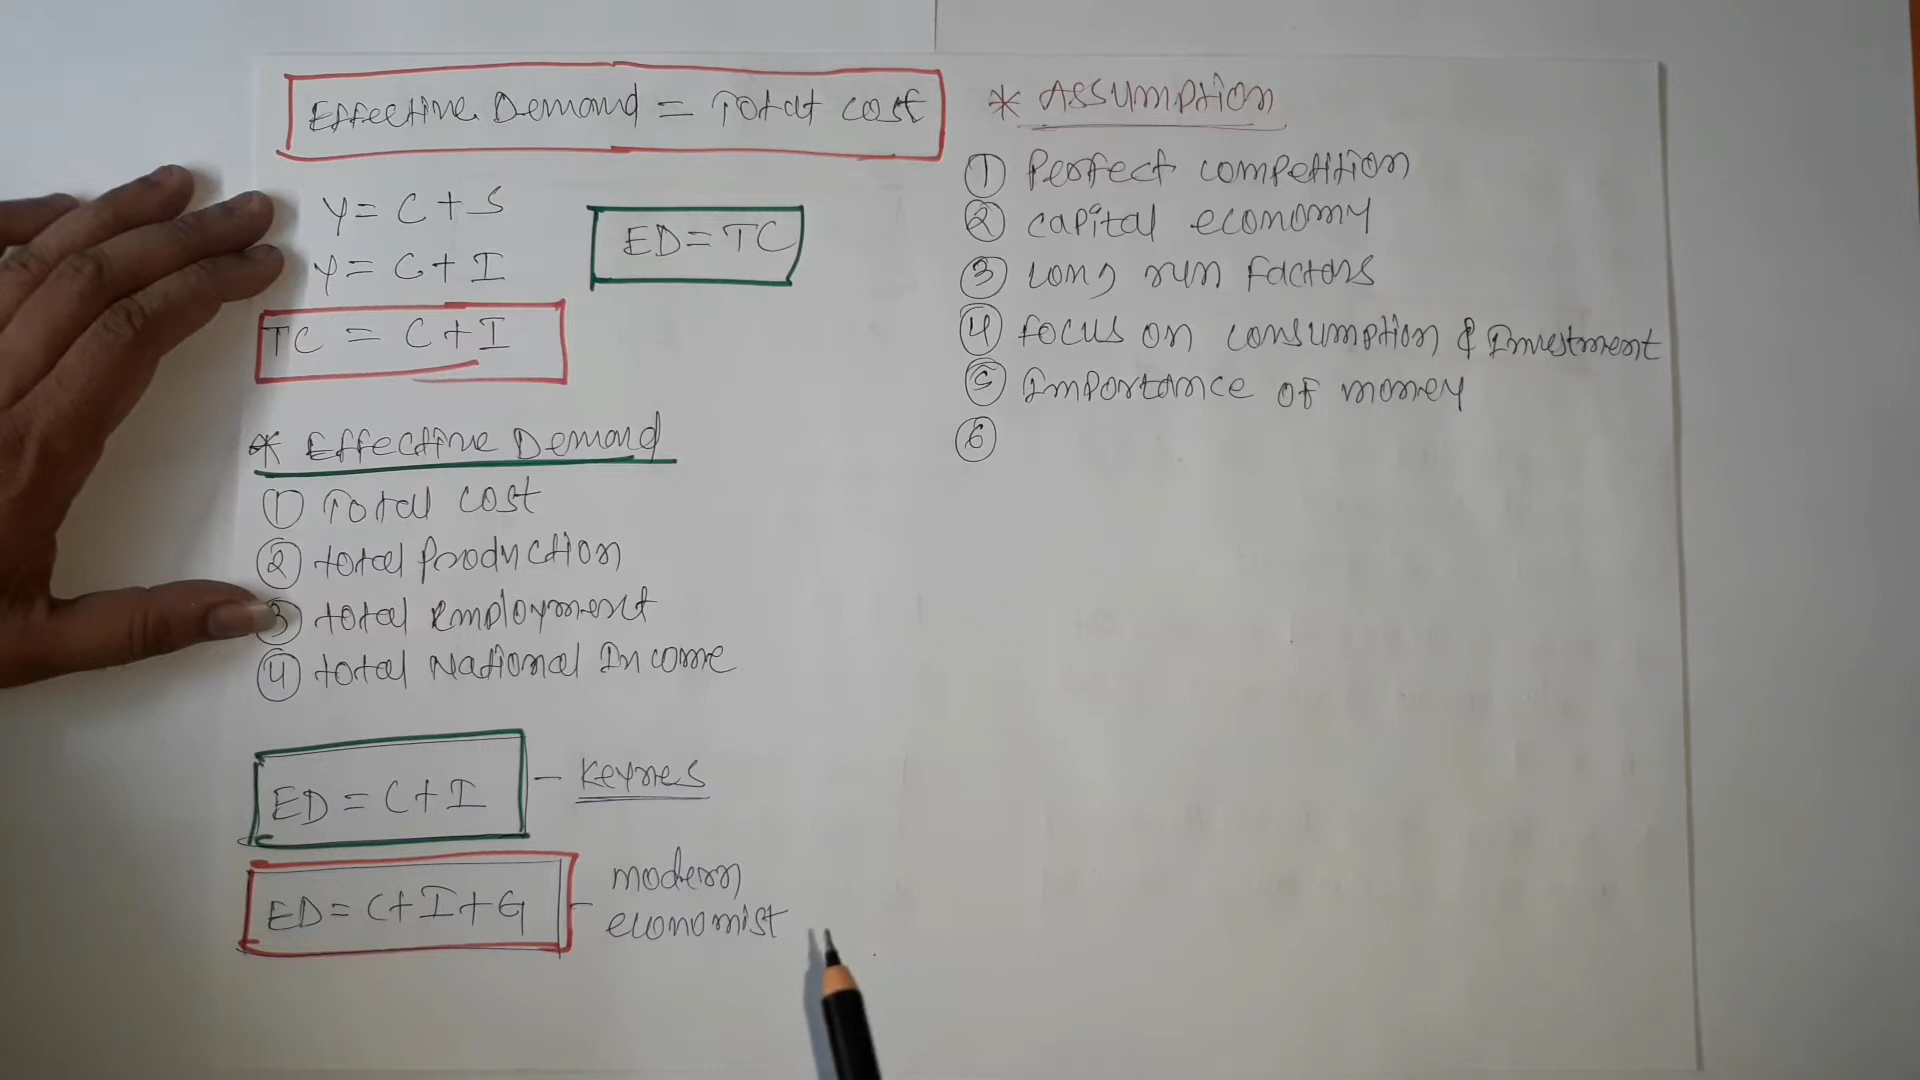 Effective Demand = Total cost
Y = C + S
Y = C + I
ED = TC
TC = C + I
* Effective Demand
① Total cost
② total production
③ total Employment
④ total National Income
ED = C + I - Keynes
ED = C + I + G - modern
economist
* Assumption
① Perfect competition
② capital economy
③ Long run factors
④ focus on consumption & Investment
⑤ Importance of money
⑥